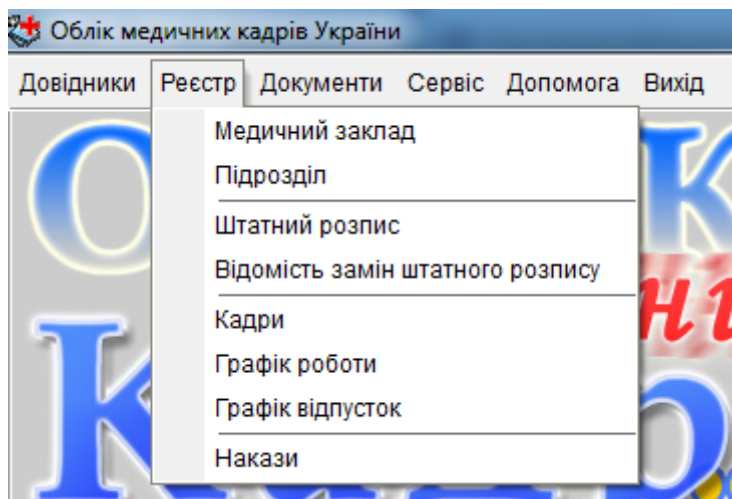 Облік медичних кадрів України
Довідники Реєстр Документи Сервіс Допомога Вихід
Медичний заклад
Підрозділ
Штатний розпис
Відомість замін штатного розпису
Кадри
Графік роботи
Графік відпусток
Накази